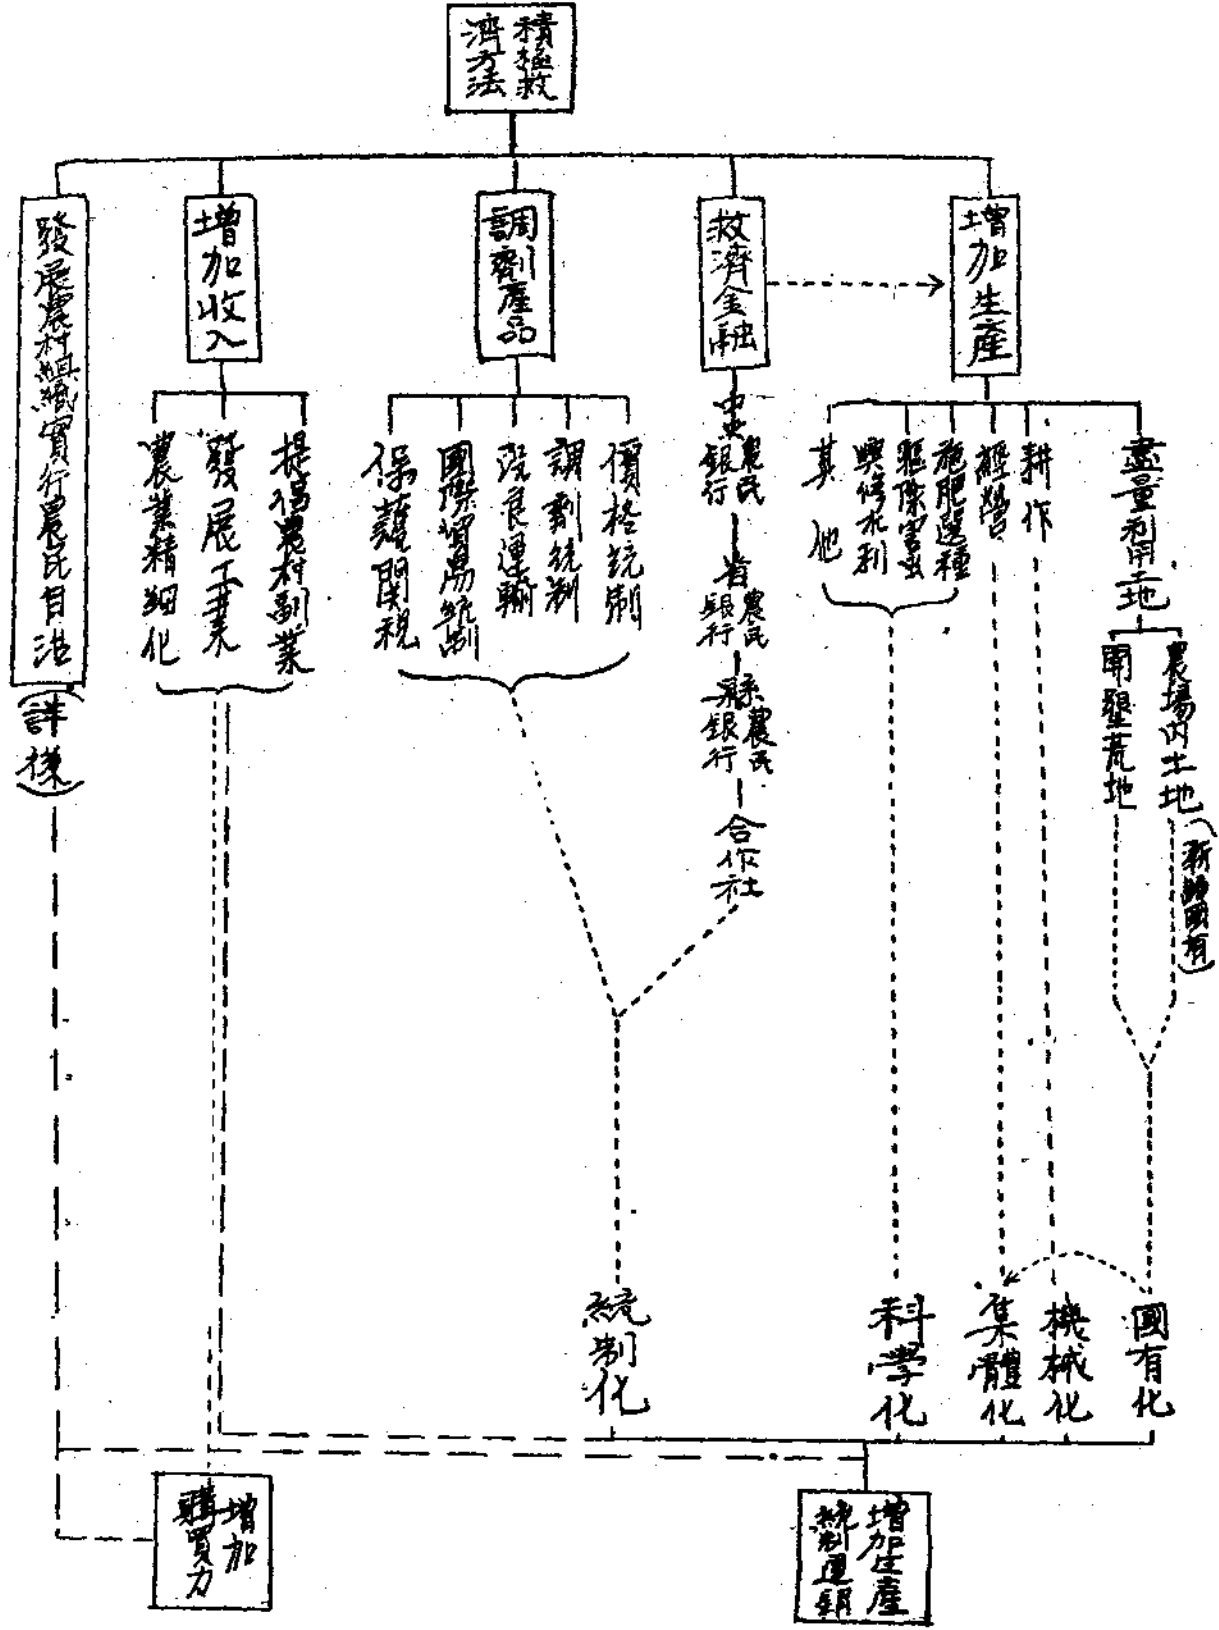 積極救
濟方法
增加生產
救濟金融
調劑產品
增加收入
發展農村組織實行農民自治
(詳後)
盡量利用土地
耕作
經營
施肥選種
驅除害虫
興修水利
其他
中央農民銀行
省農民銀行
縣農民銀行
合作社
價格統制
調劑統制
改良運輸
國際貿易統制
保護関稅
提倡農村副業
發展工業
農業精細化
農場內土地
開墾荒地
國有化
機械化
集體化
科學化
統制化
增加生產
統制運銷
增加
購買力